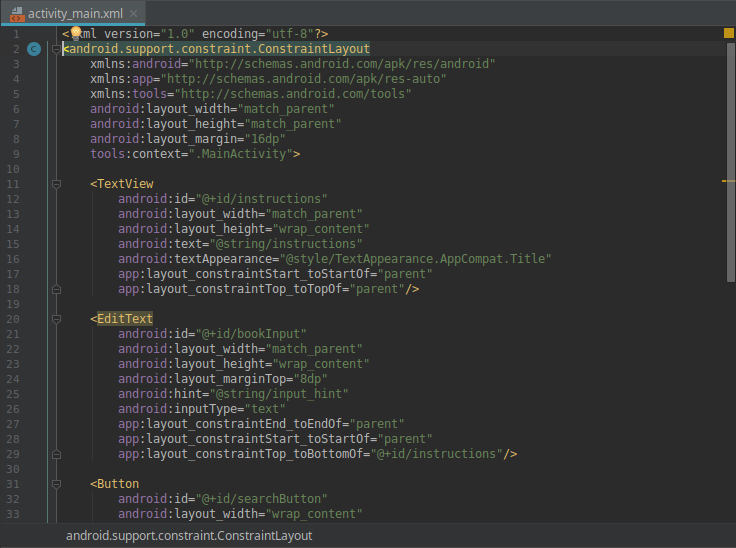 activity_main.xml ×
1 <?xml version="1.0" encoding="utf-8"?>
2 C <android.support.constraint.ConstraintLayout
3 xmlns:android="http://schemas.android.com/apk/res/android"
4 xmlns:app="http://schemas.android.com/apk/res-auto"
5 xmlns:tools="http://schemas.android.com/tools"
6 android:layout_width="match_parent"
7 android:layout_height="match_parent"
8 android:layout_margin="16dp"
9 tools:context=".MainActivity">
10
11 <TextView
12 android:id="@+id/instructions"
13 android:layout_width="match_parent"
14 android:layout_height="wrap_content"
15 android:text="@string/instructions"
16 android:textAppearance="@style/TextAppearance.AppCompat.Title"
17 app:layout_constraintStart_toStartOf="parent"
18 app:layout_constraintTop_toTopOf="parent"/>
19
20 <EditText
21 android:id="@+id/bookInput"
22 android:layout_width="match_parent"
23 android:layout_height="wrap_content"
24 android:layout_marginTop="8dp"
25 android:hint="@string/input_hint"
26 android:inputType="text"
27 app:layout_constraintEnd_toEndOf="parent"
28 app:layout_constraintStart_toStartOf="parent"
29 app:layout_constraintTop_toBottomOf="@+id/instructions"/>
30
31 <Button
32 android:id="@+id/searchButton"
33 android:layout_width="wrap_content"
android.support.constraint.ConstraintLayout